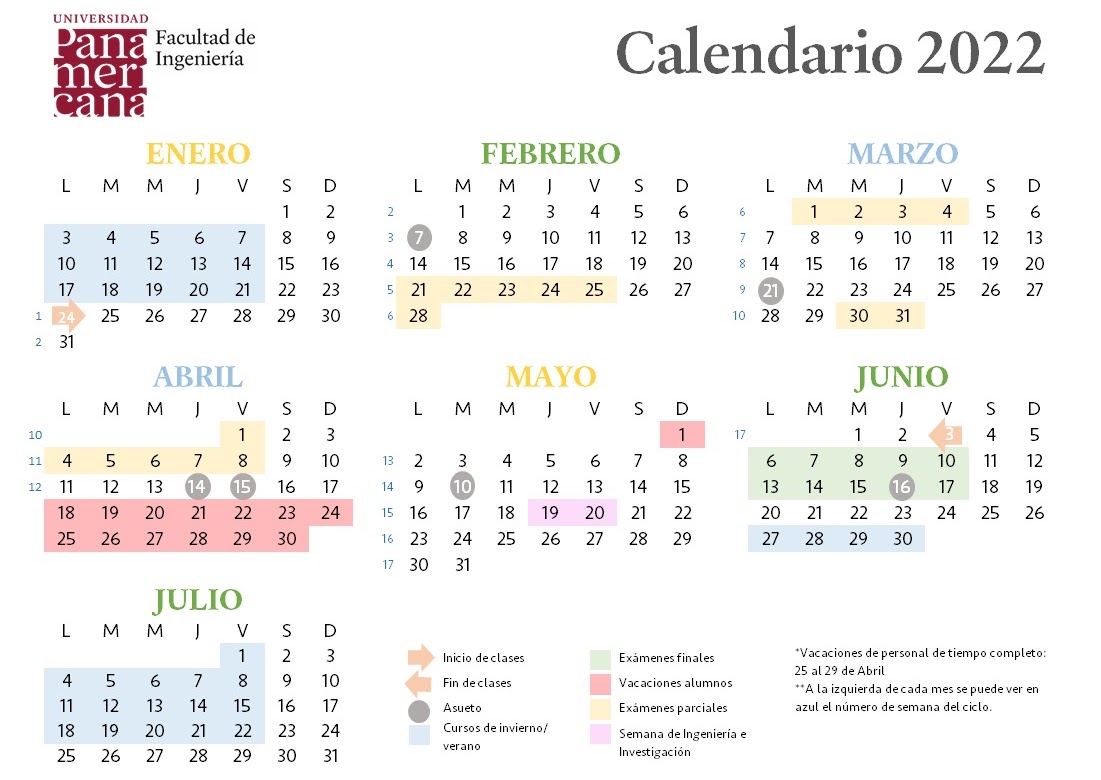 UNIVERSIDAD
Pana
mer
icana
Facultad de
Ingeniería
Calendario 2022
ENERO
L M M J V S D
1 2
3 4 5 6 7 8 9
10 11 12 13 14 15 16
17 18 19 20 21 22 23
1 24 25 26 27 28 29 30
2 31
FEBRERO
L M M J V S D
2 1 2 3 4 5 6
3 7 8 9 10 11 12 13
4 14 15 16 17 18 19 20
5 21 22 23 24 25 26 27
6 28
MARZO
L M M J V S D
6 1 2 3 4 5 6
7 7 8 9 10 11 12 13
8 14 15 16 17 18 19 20
9 21 22 23 24 25 26 27
10 28 29 30 31
ABRIL
L M M J V S D
10 1 2 3
11 4 5 6 7 8 9 10
12 11 12 13 14 15 16 17
18 19 20 21 22 23 24
25 26 27 28 29 30
MAYO
L M M J V S D
1
13 2 3 4 5 6 7 8
14 9 10 11 12 13 14 15
15 16 17 18 19 20 21 22
16 23 24 25 26 27 28 29
17 30 31
JUNIO
L M M J V S D
17 1 2 3 4 5
6 7 8 9 10 11 12
13 14 15 16 17 18 19
20 21 22 23 24 25 26
27 28 29 30
JULIO
L M M J V S D
1 2 3
4 5 6 7 8 9 10
11 12 13 14 15 16 17
18 19 20 21 22 23 24
25 26 27 28 29 30 31
Inicio de clases
Fin de clases
Asueto
Cursos de invierno/
verano
Exámenes finales
Vacaciones alumnos
Exámenes parciales
Semana de Ingeniería e
Investigación
*Vacaciones de personal de tiempo completo:
25 al 29 de Abril
**A la izquierda de cada mes se puede ver en
azul el número de semana del ciclo.